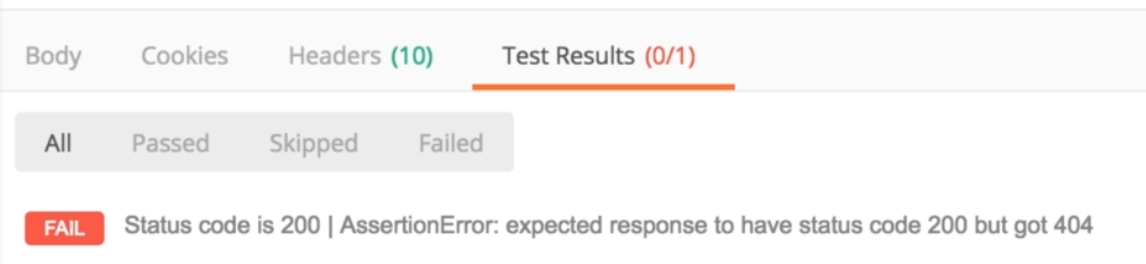 Body Cookies Headers (10) Test Results (0/1)
All Passed Skipped Failed
FAIL Status code is 200 | AssertionError: expected response to have status code 200 but got 404